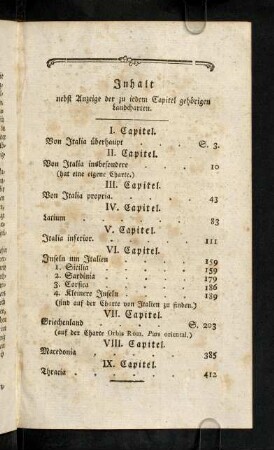 Inhalt
nebst Anzeige der zu jedem Capitel gehörigen
Landcharten.
I. Capitel.
Von Italia überhaupt S. 3.
II. Capitel.
Von Italia insbesondere 10
(hat eine eigene Charte.)
III. Capitel.
Von Italia propria. 43
IV. Capitel.
Latium 83
V. Capitel.
Italia inferior. 111
VI. Capitel.
Inseln um Italien 159
1. Sicilia 159
2. Sardinia 179
3. Corsica 186
4. Kleinere Inseln 189
(sind auf der Charte von Italien zu finden.)
VII. Capitel.
Griechenland S. 203
(auf der Charte Orbis Rom. Pars oriental.)
VIII. Capitel.
Macedonia 385
IX. Capitel.
Thracia 412